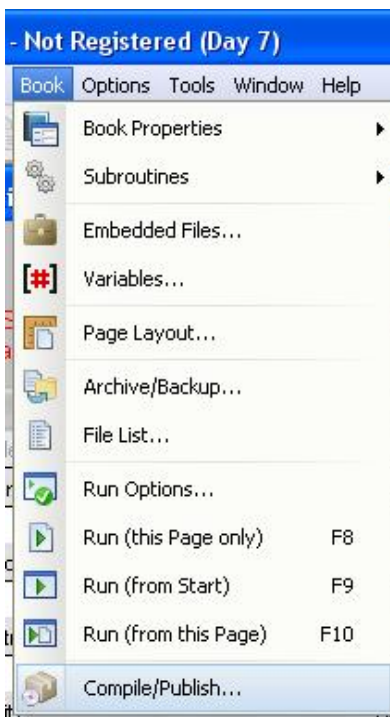 - Not Registered (Day 7)
Book Options Tools Window Help
Book Properties
Subroutines
Embedded Files...
[#] Variables...
Page Layout...
Archive/Backup...
File List...
Run Options...
Run (this Page only) F8
Run (from Start) F9
Run (from this Page) F10
Compile/Publish...